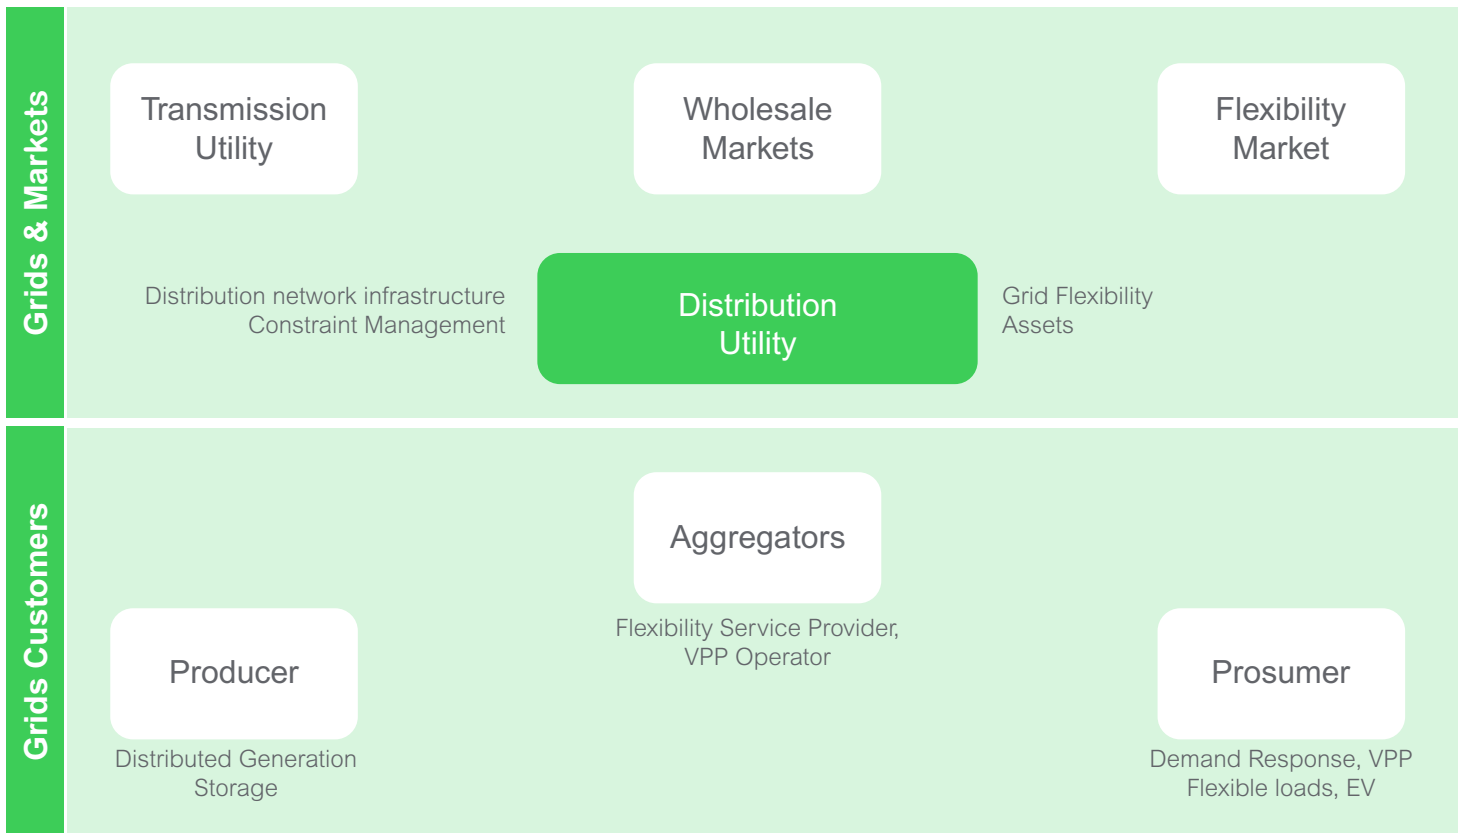 Grids & Markets
Transmission
Utility
Wholesale
Markets
Flexibility
Market
Distribution network infrastructure
Constraint Management
Distribution
Utility
Grid Flexibility
Assets
Grids Customers
Aggregators
Flexibility Service Provider,
VPP Operator
Producer
Distributed Generation
Storage
Prosumer
Demand Response, VPP
Flexible loads, EV